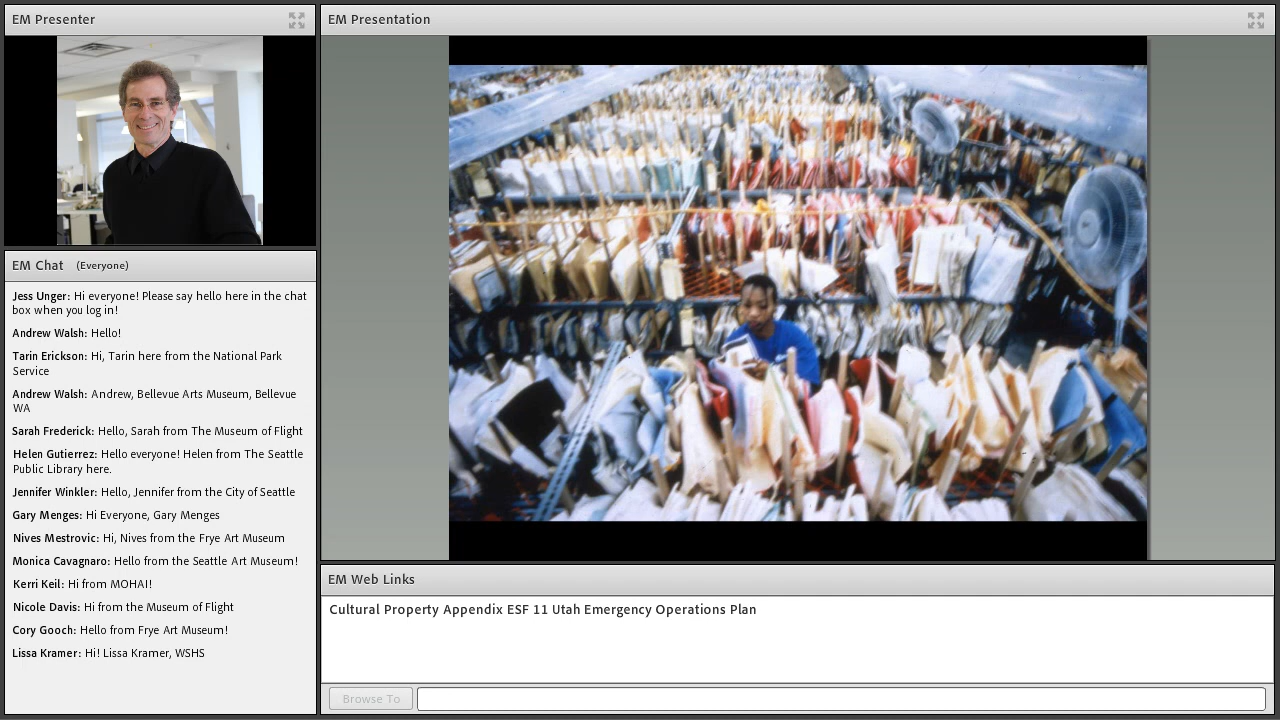 EM Presenter
EM Presentation
EM Chat (Everyone)
Jess Unger: Hi everyone! Please say hello here in the chat
box when you log in!
Andrew Walsh: Hello!
Tarin Erickson: Hi, Tarin here from the National Park
Service
Andrew Walsh: Andrew, Bellevue Arts Museum, Bellevue
WA
Sarah Frederick: Hello, Sarah from The Museum of Flight
Helen Gutierrez: Hello everyone! Helen from The Seattle
Public Library here.
Jennifer Winkler: Hello, Jennifer from the City of Seattle
Gary Menges: Hi Everyone, Gary Menges
Nives Mestrovic: Hi, Nives from the Frye Art Museum
Monica Cavagnaro: Hello from the Seattle Art Museum!
Kerri Keil: Hi from MOHAI!
Nicole Davis: Hi from the Museum of Flight
Cory Gooch: Hello from Frye Art Museum!
Lissa Kramer: Hi! Lissa Kramer, WSHS
EM Web Links
Cultural Property Appendix ESF 11 Utah Emergency Operations Plan
Browse To